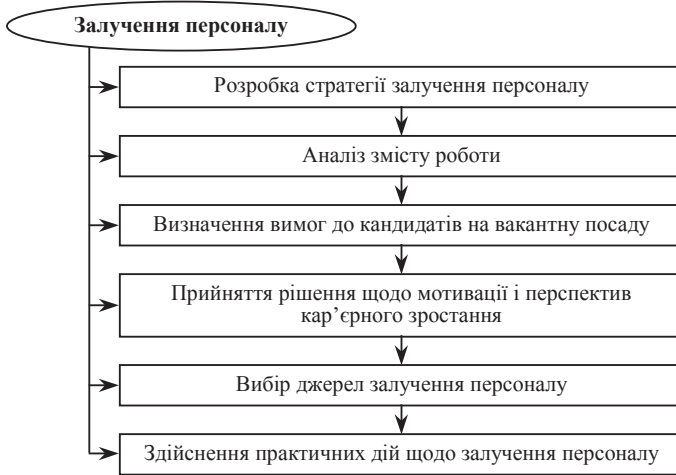 Залучення персоналу
Розробка стратегії залучення персоналу
Аналіз змісту роботи
Визначення вимог до кандидатів на вакантну посаду
Прийняття рішення щодо мотивації і перспектив
кар’єрного зростання
Вибір джерел залучення персоналу
Здійснення практичних дій щодо залучення персоналу